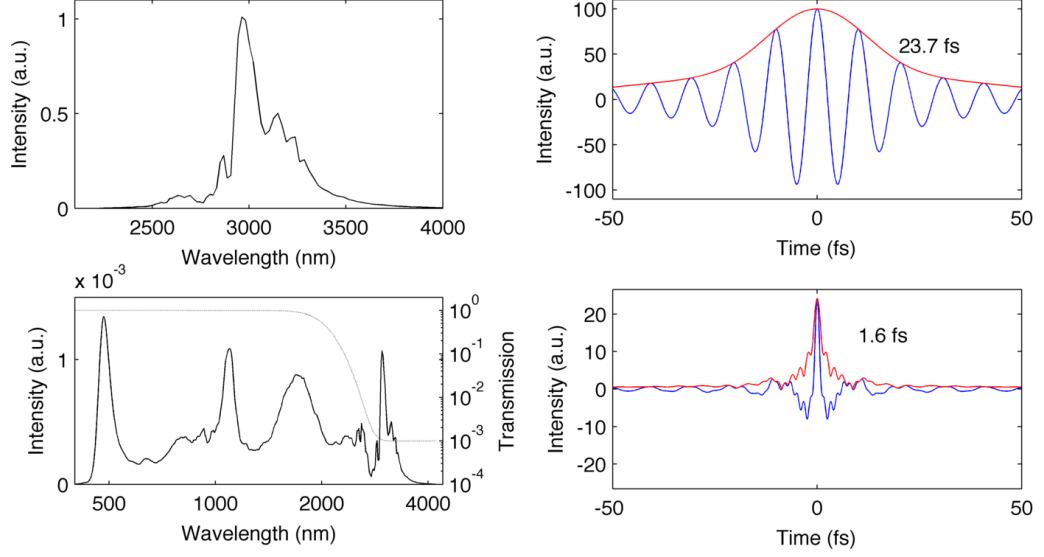 1
0.5
0
Intensity (a.u.)
2500 3000 3500 4000
Wavelength (nm)
100
50
0
-50
-100
Intensity (a.u.)
23.7 fs
-50 0 50
Time (fs)
x 10^-3
1
0
Intensity (a.u.)
10^0
10^-1
10^-2
10^-3
10^-4
Transmission
500 1000 2000 4000
Wavelength (nm)
20
10
0
-10
-20
Intensity (a.u.)
1.6 fs
-50 0 50
Time (fs)